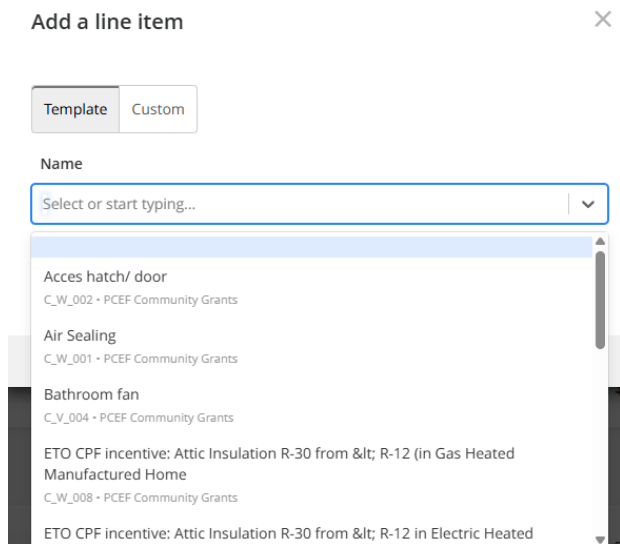 Add a line item
Template
Custom
Name
Select or start typing...
Acces hatch/ door
C_W_002 • PCEF Community Grants
Air Sealing
C_W_001 • PCEF Community Grants
Bathroom fan
C_V_004 • PCEF Community Grants
ETO CPF incentive: Attic Insulation R-30 from &lt; R-12 (in Gas Heated
Manufactured Home
C_W_008 • PCEF Community Grants
ETO CPF incentive: Attic Insulation R-30 from &lt; R-12 in Electric Heated